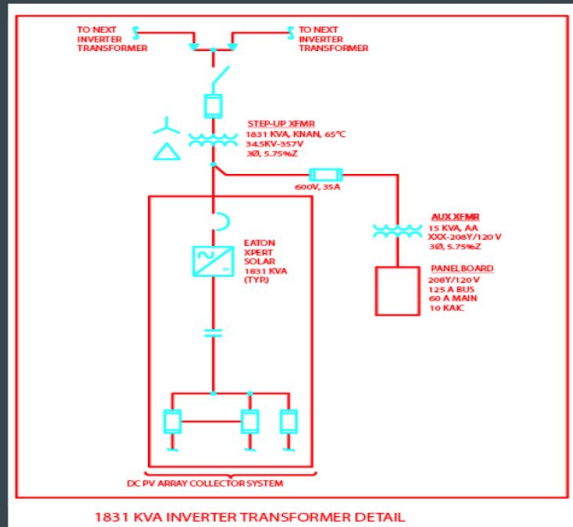 TO NEXT
INVERTER
TRANSFORMER
TO NEXT
INVERTER
TRANSFORMER
STEP-UP XFMR
1831 KVA, KNAN, 65°C
34.5KV-357V
3Ø, 5.75%Z
600V, 35A
AUX XFMR
15 KVA, AA
XXX-208Y/120 V
3Ø, 5.75%Z
EATON
XPERT
SOLAR
1831 KVA
(TYP.)
PANELBOARD
208Y/120 V
125 A BUS
60 A MAIN
10 KAIC
DC PV ARRAY COLLECTOR SYSTEM
1831 KVA INVERTER TRANSFORMER DETAIL